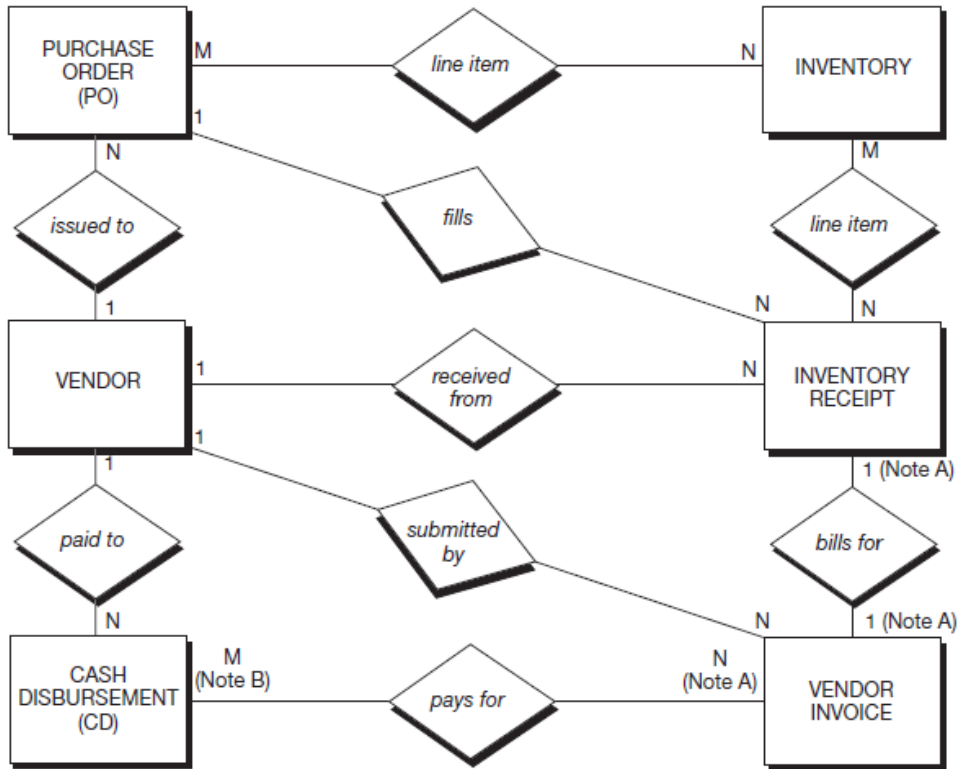 PURCHASE
ORDER
(PO)
M
line item
N
INVENTORY
1
N
M
issued to
fills
line item
1
N
N
VENDOR
1
received
from
N
INVENTORY
RECEIPT
1
1
1 (Note A)
paid to
submitted
by
bills for
N
N
1 (Note A)
CASH
DISBURSEMENT
(CD)
M
(Note B)
pays for
N
(Note A)
VENDOR
INVOICE